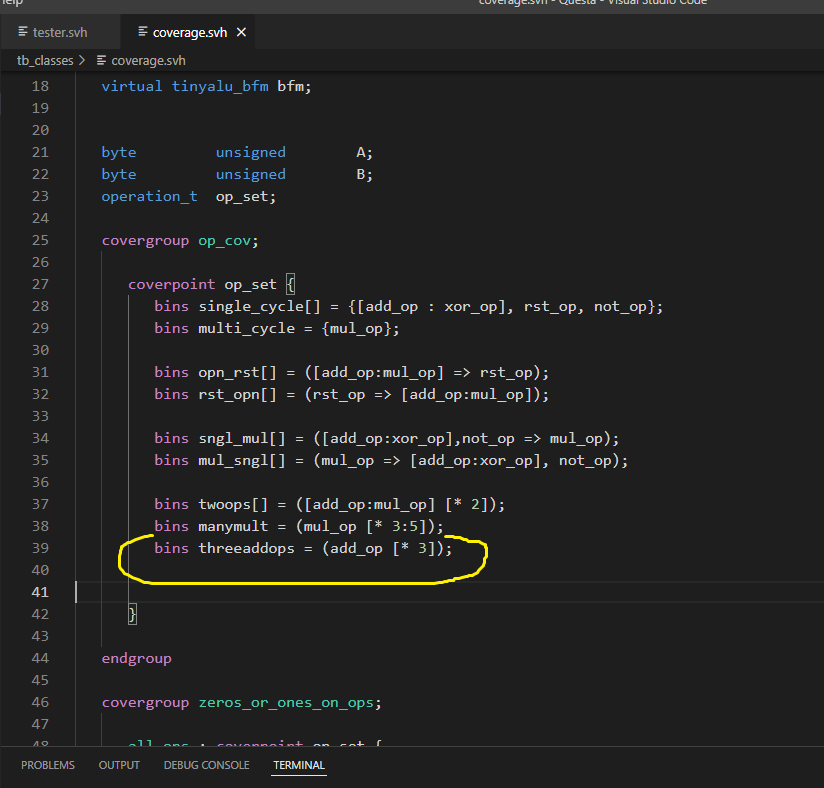 Help
coverage.svh - Questa - Visual Studio Code
tester.svh
coverage.svh
tb_classes > coverage.svh
18 virtual tinyalu_bfm bfm;
19
20
21 byte unsigned A;
22 byte unsigned B;
23 operation_t op_set;
24
25 covergroup op_cov;
26
27 coverpoint op_set {
28 bins single_cycle[] = {[add_op : xor_op], rst_op, not_op};
29 bins multi_cycle = {mul_op};
30
31 bins opn_rst[] = ([add_op:mul_op] => rst_op);
32 bins rst_opn[] = (rst_op => [add_op:mul_op]);
33
34 bins sngl_mul[] = ([add_op:xor_op],not_op => mul_op);
35 bins mul_sngl[] = (mul_op => [add_op:xor_op], not_op);
36
37 bins twoops[] = ([add_op:mul_op] [* 2]);
38 bins manymult = (mul_op [* 3:5]);
39 bins threeaddops = (add_op [* 3]);
40
41
42 }
43
44 endgroup
45
46 covergroup zeros_or_ones_on_ops;
47
48 all_ops : coverpoint op_set {
PROBLEMS OUTPUT DEBUG CONSOLE TERMINAL